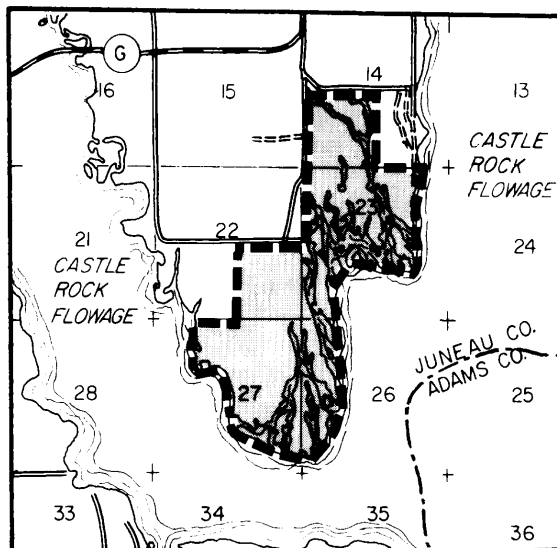 G
16
15
14
13
CASTLE
ROCK
FLOWAGE
22
23
21
CASTLE
ROCK
FLOWAGE
24
JUNEAU CO.
ADAMS CO.
28
27
26
25
33
34
35
36